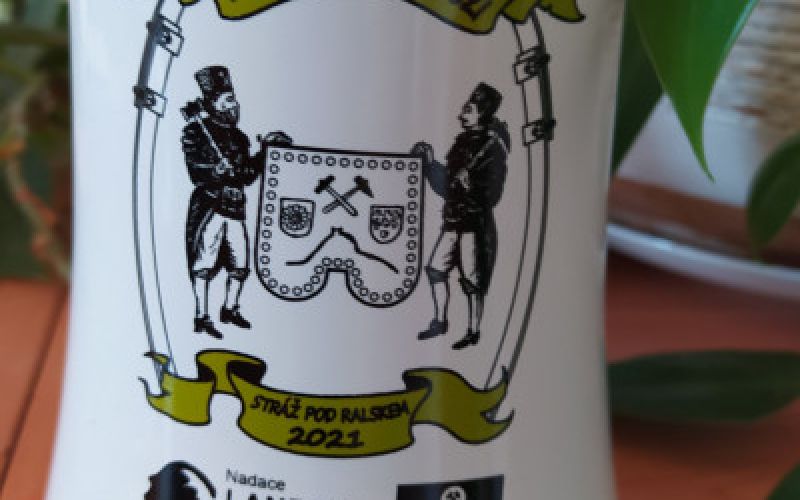 STRÁŽ POD RALSKEM
2021
Nadace